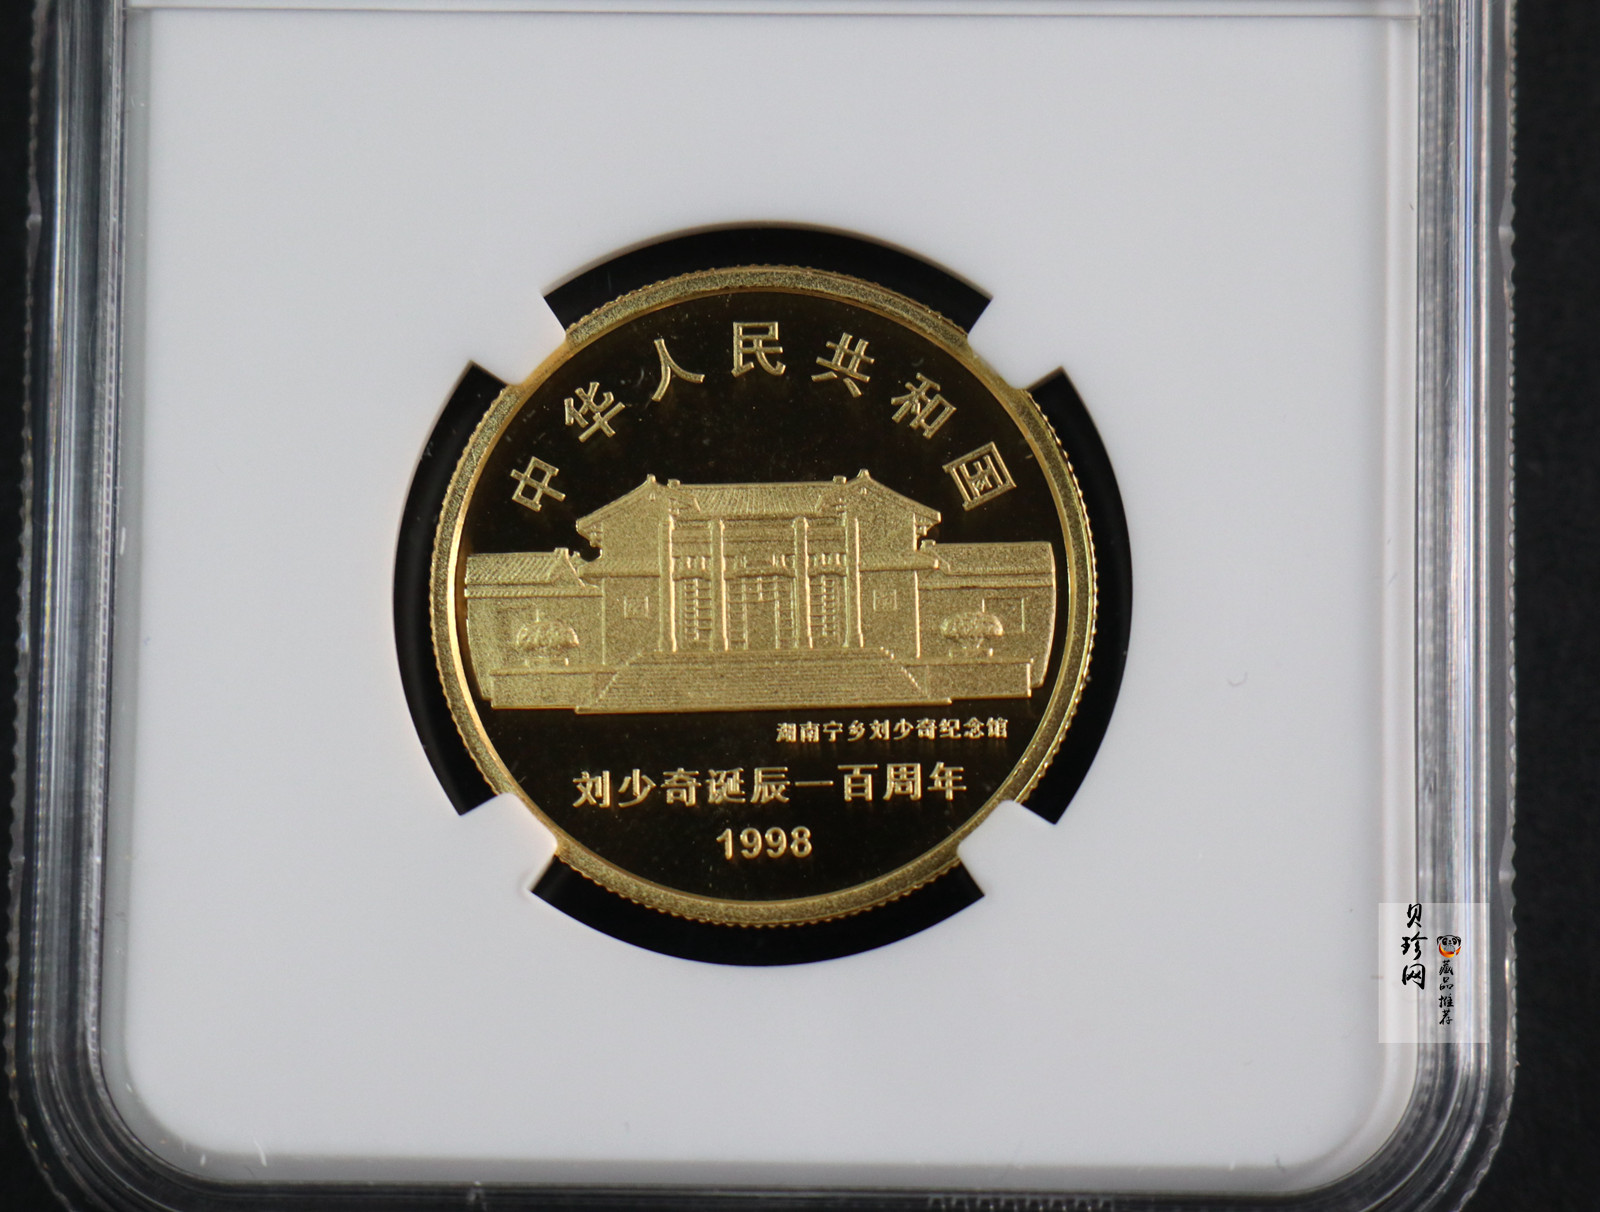 中华人民共和国
湖南宁乡刘少奇纪念馆
刘少奇诞辰一百周年
1998
贝珍网
藏品推荐